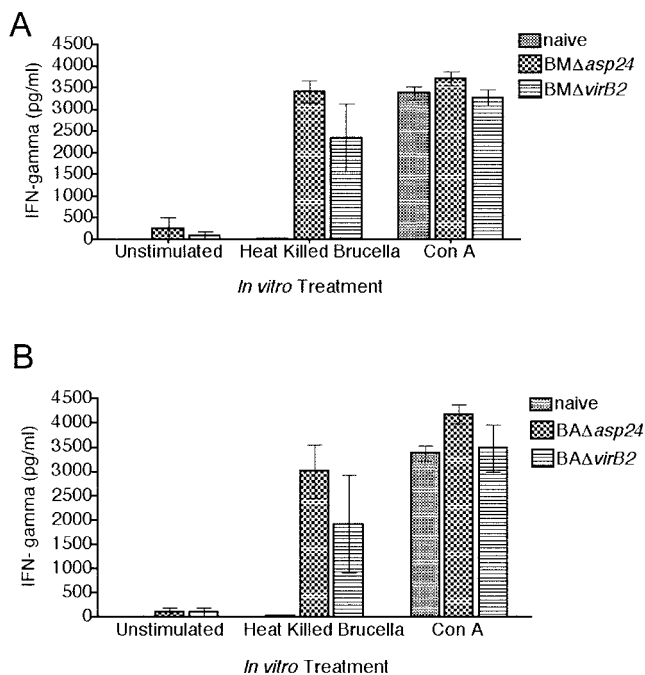 A
IFN-gamma (pg/ml)
4500
4000
3500
3000
2500
2000
1500
1000
500
0
Unstimulated Heat Killed Brucella Con A
In vitro Treatment
naive
BMΔasp24
BMΔvirB2
B
IFN- gamma (pg/ml)
4500
4000
3500
3000
2500
2000
1500
1000
500
0
Unstimulated Heat Killed Brucella Con A
In vitro Treatment
naive
BAΔasp24
BAΔvirB2